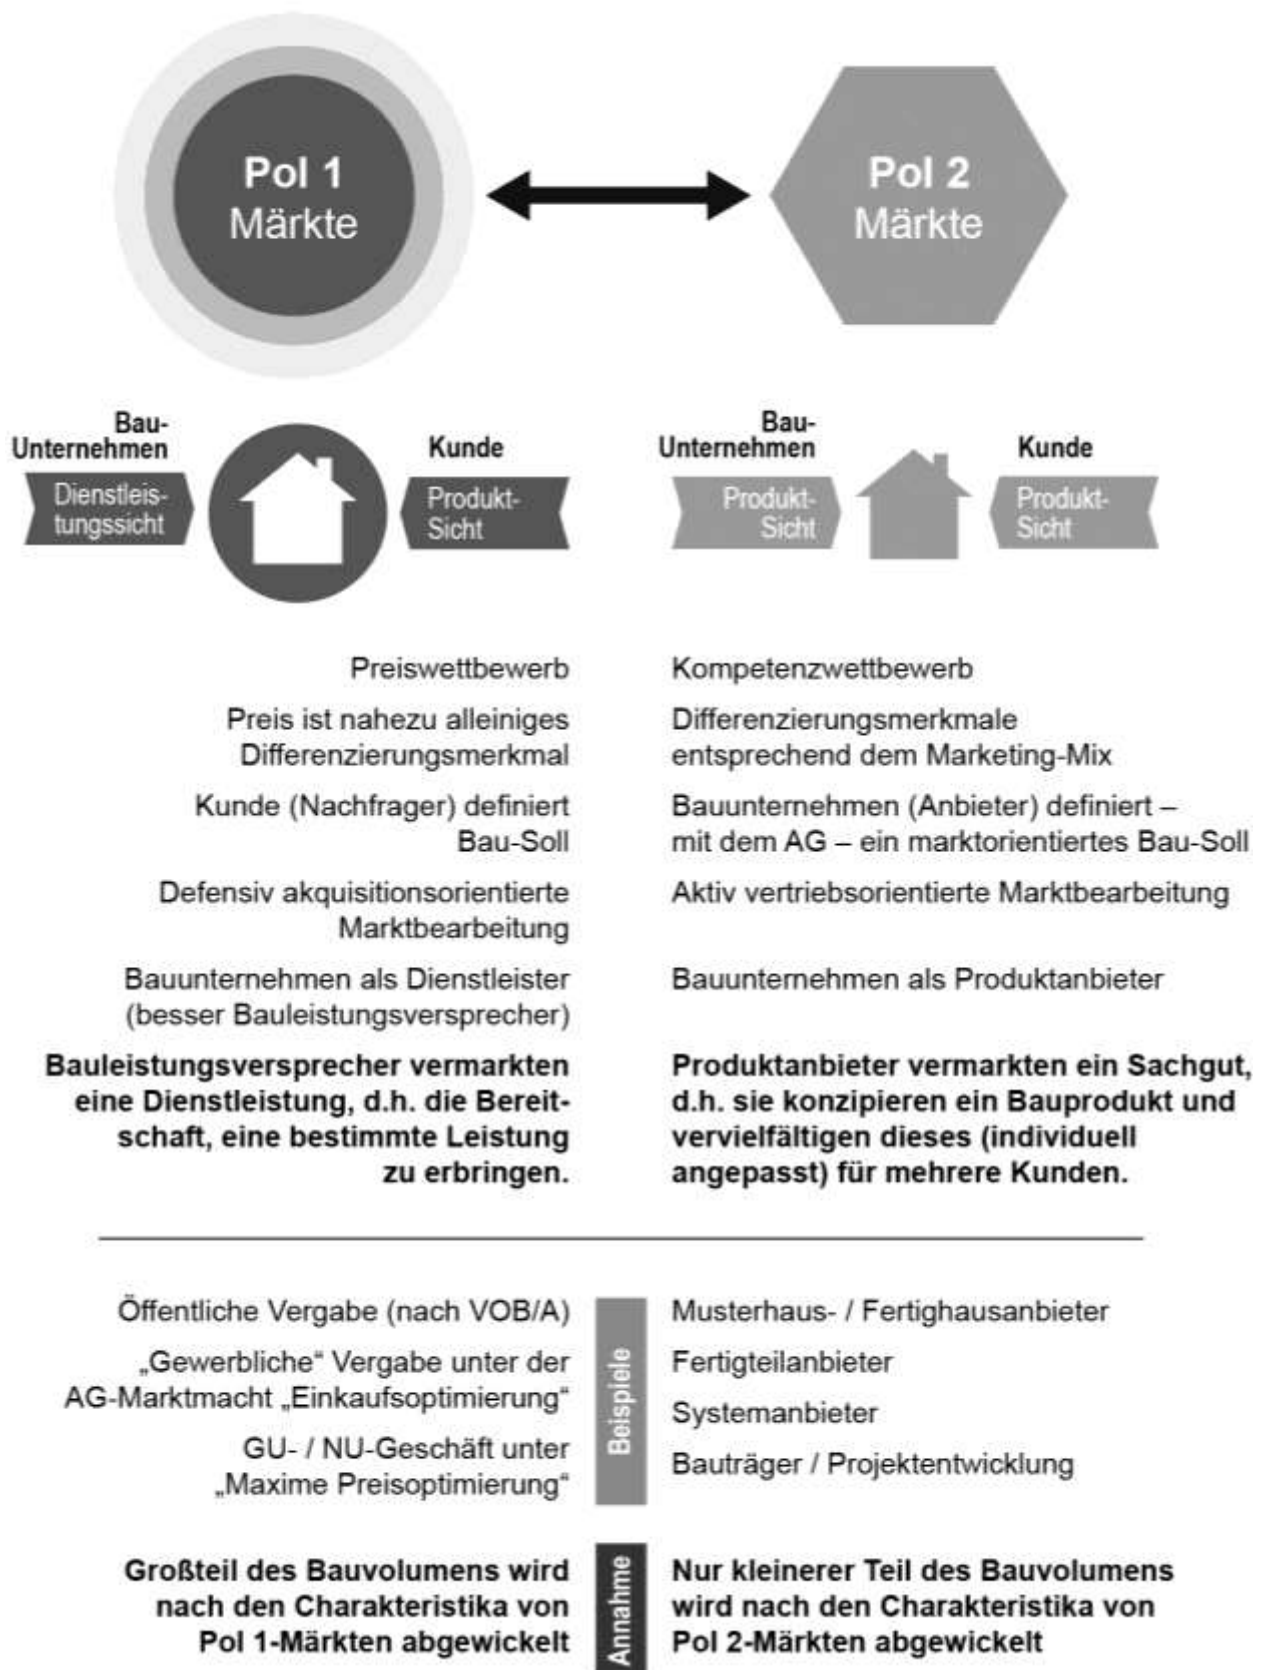 Pol 1
Märkte
Pol 2
Märkte
Bau-
Unternehmen
Kunde
Dienstleis-
tungssicht
Produkt-
Sicht
Bau-
Unternehmen
Kunde
Produkt-
Sicht
Produkt-
Sicht
Preiswettbewerb
Preis ist nahezu alleiniges
Differenzierungsmerkmal
Kunde (Nachfrager) definiert
Bau-Soll
Defensiv akquisitionsorientierte
Marktbearbeitung
Bauunternehmen als Dienstleister
(besser Bauleistungsversprecher)
Bauleistungsversprecher vermarkten
eine Dienstleistung, d.h. die Bereit-
schaft, eine bestimmte Leistung
zu erbringen.
Kompetenzwettbewerb
Differenzierungsmerkmale
entsprechend dem Marketing-Mix
Bauunternehmen (Anbieter) definiert –
mit dem AG – ein marktorientiertes Bau-Soll
Aktiv vertriebsorientierte Marktbearbeitung
Bauunternehmen als Produktanbieter
Produktanbieter vermarkten ein Sachgut,
d.h. sie konzipieren ein Bauprodukt und
vervielfältigen dieses (individuell
angepasst) für mehrere Kunden.
Beispiele
Öffentliche Vergabe (nach VOB/A)
„Gewerbliche“ Vergabe unter der
AG-Marktmacht „Einkaufsoptimierung“
GU- / NU-Geschäft unter
„Maxime Preisoptimierung“
Musterhaus- / Fertighausanbieter
Fertigteilanbieter
Systemanbieter
Bauträger / Projektentwicklung
Annahme
Großteil des Bauvolumens wird
nach den Charakteristika von
Pol 1-Märkten abgewickelt
Nur kleinerer Teil des Bauvolumens
wird nach den Charakteristika von
Pol 2-Märkten abgewickelt